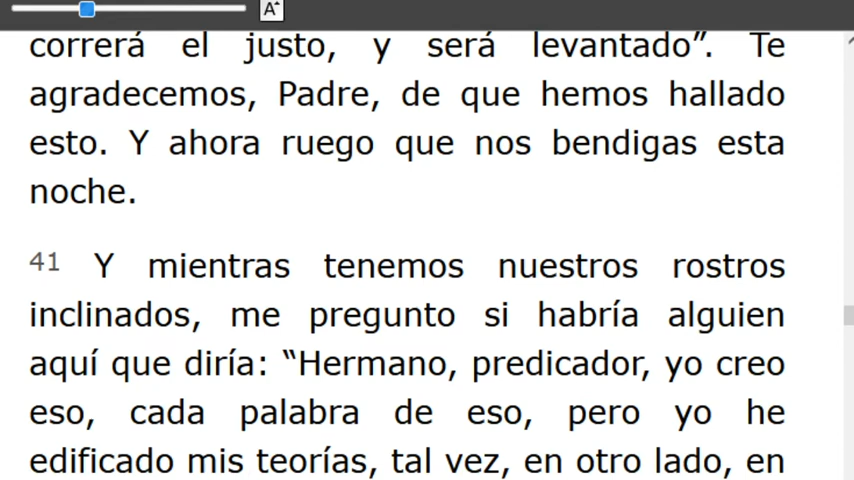 A
correrá el justo, y será levantado”. Te
agradecemos, Padre, de que hemos hallado
esto. Y ahora ruego que nos bendigas esta
noche.
41 Y mientras tenemos nuestros rostros
inclinados, me pregunto si habría alguien
aquí que diría: “Hermano, predicador, yo creo
eso, cada palabra de eso, pero yo he
edificado mis teorías, tal vez, en otro lado, en